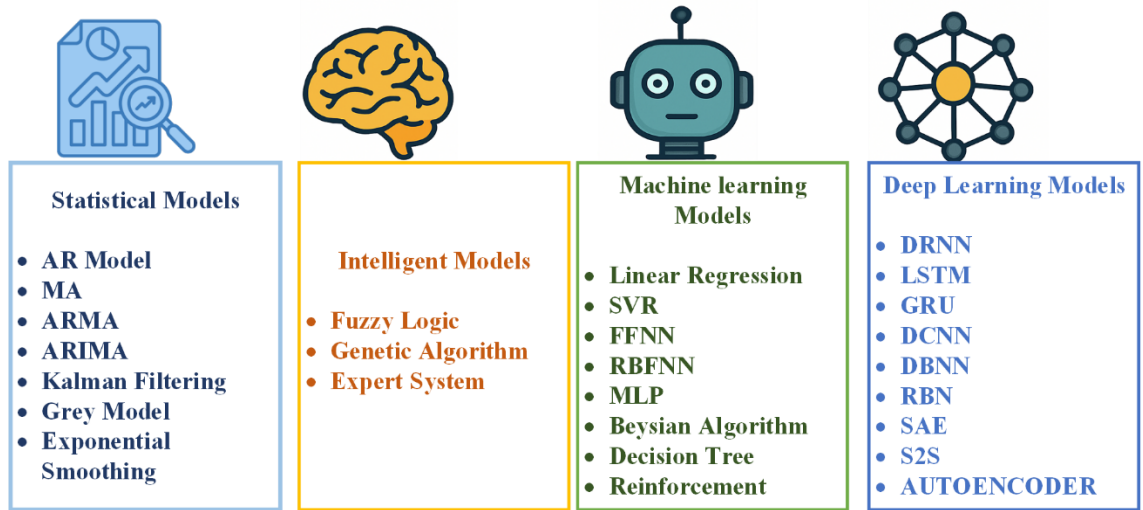 Statistical Models
• AR Model
• MA
• ARMA
• ARIMA
• Kalman Filtering
• Grey Model
• Exponential
Smoothing
Intelligent Models
• Fuzzy Logic
• Genetic Algorithm
• Expert System
Machine learning
Models
• Linear Regression
• SVR
• FFNN
• RBFNN
• MLP
• Beysian Algorithm
• Decision Tree
• Reinforcement
Deep Learning Models
• DRNN
• LSTM
• GRU
• DCNN
• DBNN
• RBN
• SAE
• S2S
• AUTOENCODER